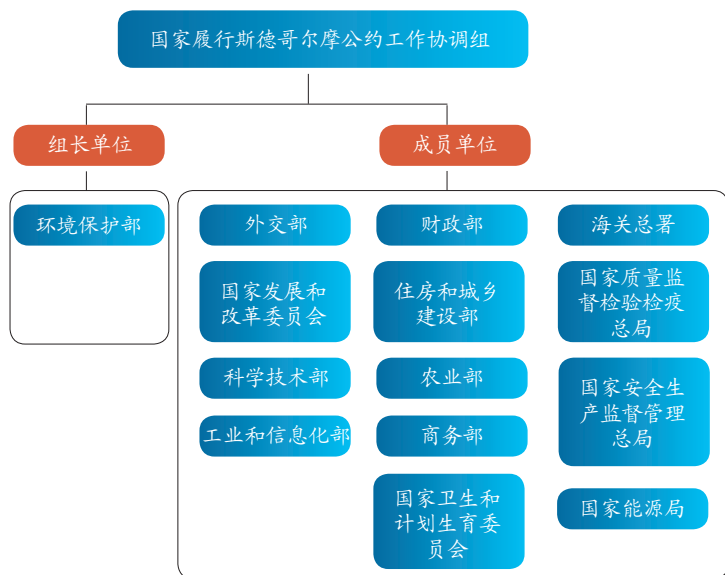 国家履行斯德哥尔摩公约工作协调组
组长单位
成员单位
环境保护部
外交部
国家发展和
改革委员会
科学技术部
工业和信息化部
财政部
住房和城乡
建设部
农业部
商务部
国家卫生和
计划生育委
员会
海关总署
国家质量监
督检验检疫
总局
国家安全生
产监督管理
总局
国家能源局